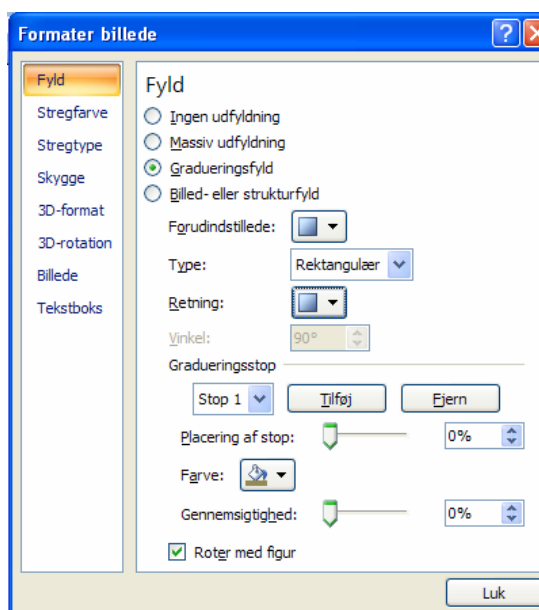 Formater billede
Fyld
Stregfarve
Stregtype
Skygge
3D-format
3D-rotation
Billede
Tekstboks
Fyld
Ingen udfyldning
Massiv udfyldning
Gradueringsfyld
Billed- eller strukturfyld
Forudindstillede:
Type: Rektangulær
Retning:
Vinkel: 90°
Gradueringsstop
Stop 1 Tilføj Fjern
Placering af stop: 0%
Farve:
Gennemsigtighed: 0%
Roter med figur
Luk